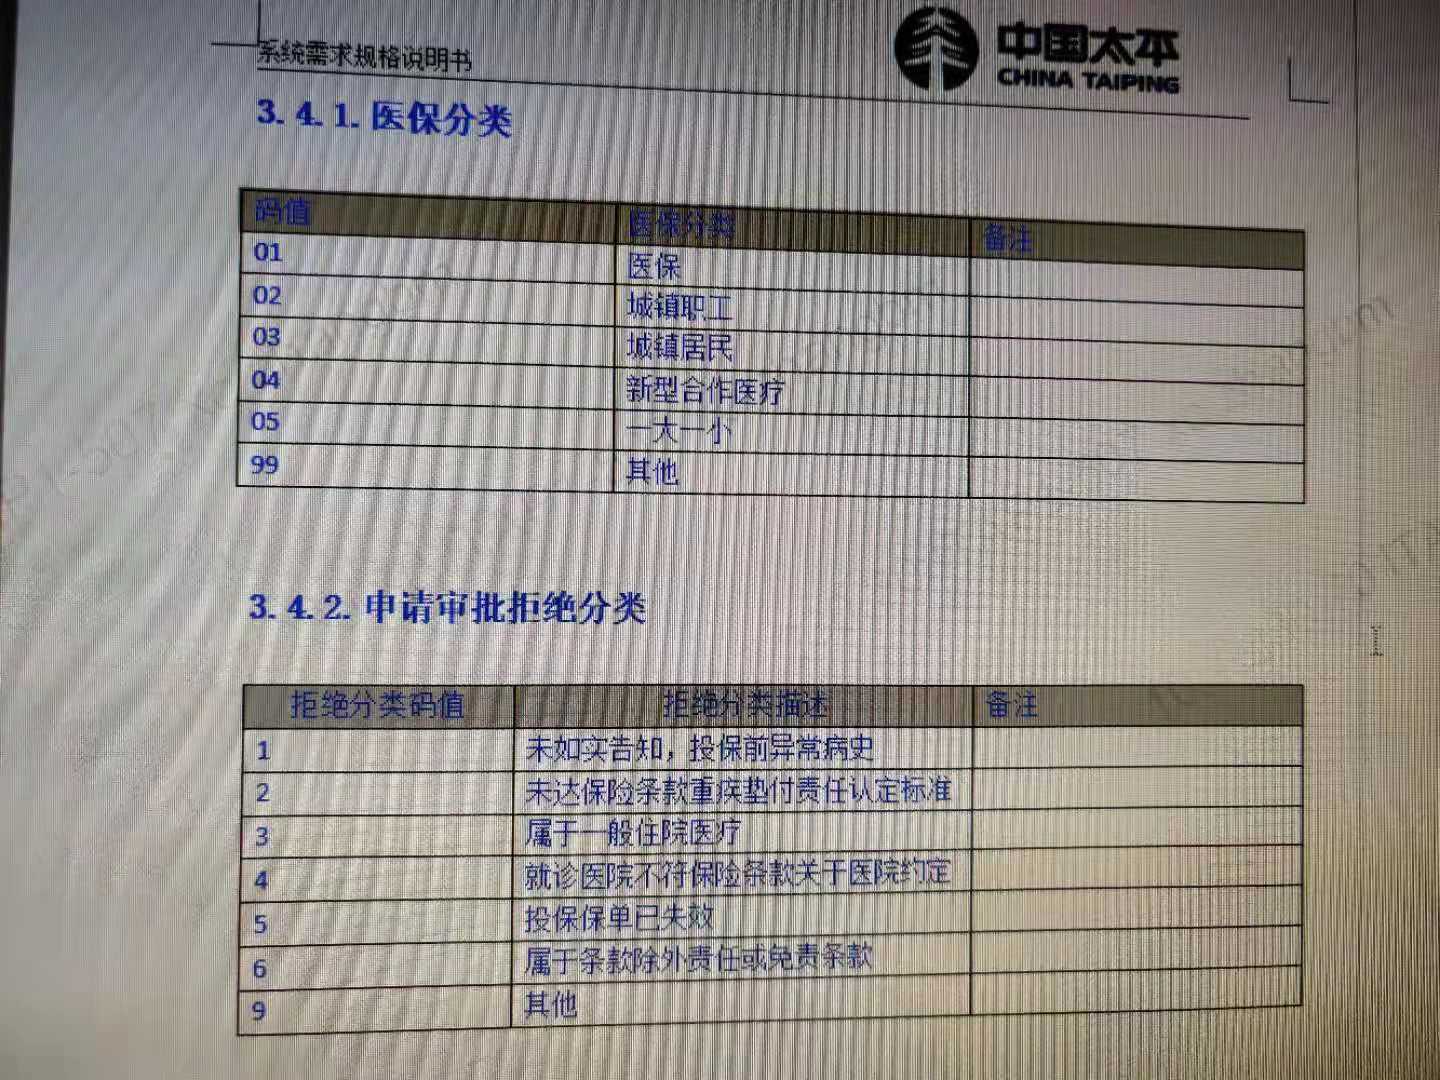 系统需求规格说明书
中国太平
CHINA TAIPING
3.4.1.医保分类
码值 医保分类 备注
01 医保
02 城镇职工
03 城镇居民
04 新型合作医疗
05 一大一小
99 其他
3.4.2.申请审批拒绝分类
拒绝分类码值 拒绝分类描述 备注
1 未如实告知，投保前异常病史
2 未达保险条款重疾垫付责任认定标准
3 属于一般住院医疗
4 就诊医院不符保险条款关于医院约定
5 投保保单已失效
6 属于条款除外责任或免责条款
9 其他